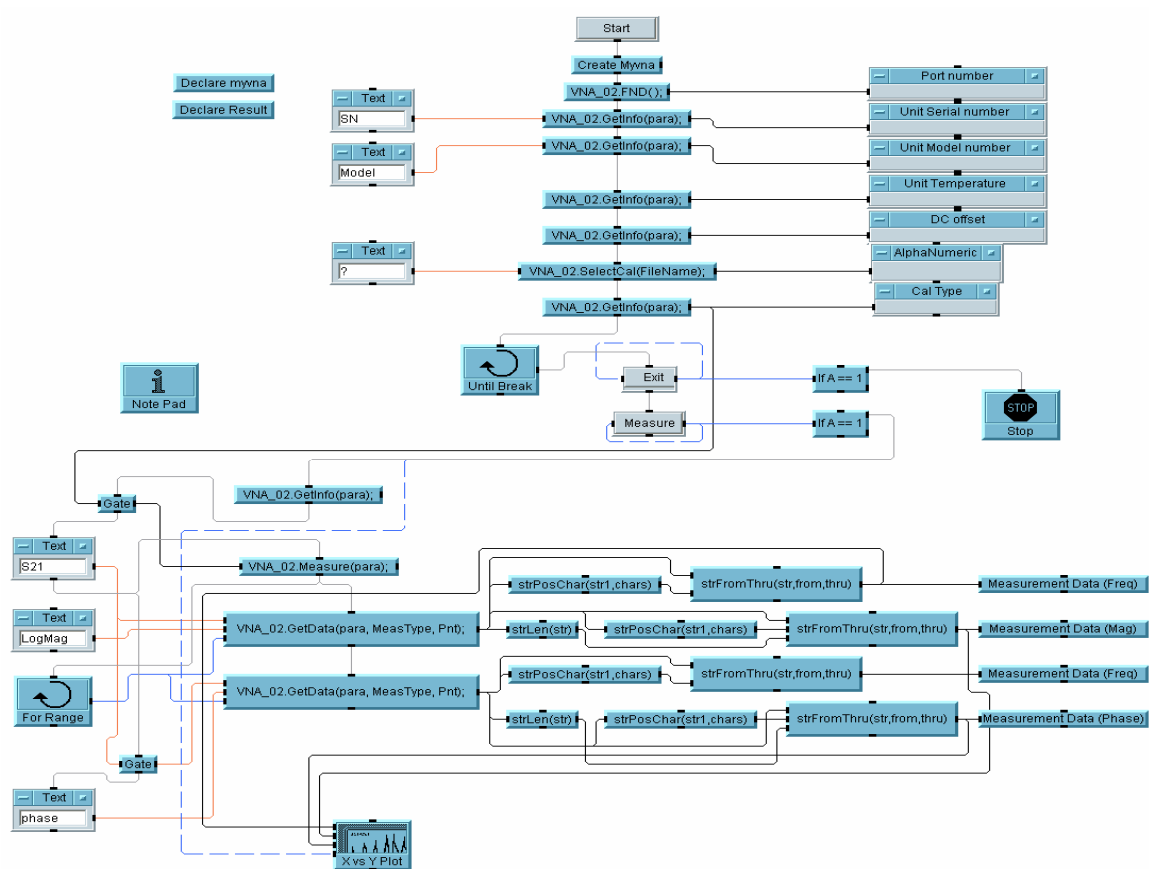 Start
Create Myvna
Declare myvna
Declare Result
VNA_02.FND( );
Port number
Text
SN
VNA_02.GetInfo(para);
Unit Serial number
Text
Model
VNA_02.GetInfo(para);
Unit Model number
VNA_02.GetInfo(para);
Unit Temperature
VNA_02.GetInfo(para);
DC offset
Text
?
VNA_02.SelectCal(FileName);
AlphaNumeric
VNA_02.GetInfo(para);
Cal Type
Until Break
Exit
If A == 1
Note Pad
Measure
If A == 1
STOP
Stop
VNA_02.GetInfo(para);
Gate
Text
S21
VNA_02.Measure(para);
strPosChar(str1,chars)
strFromThru(str,from,thru)
Measurement Data (Freq)
Text
LogMag
VNA_02.GetData(para, MeasType, Pnt);
strLen(str)
strPosChar(str1,chars)
strFromThru(str,from,thru)
Measurement Data (Mag)
For Range
VNA_02.GetData(para, MeasType, Pnt);
strPosChar(str1,chars)
strFromThru(str,from,thru)
Measurement Data (Freq)
strLen(str)
strPosChar(str1,chars)
strFromThru(str,from,thru)
Measurement Data (Phase)
Gate
Text
phase
X vs Y Plot